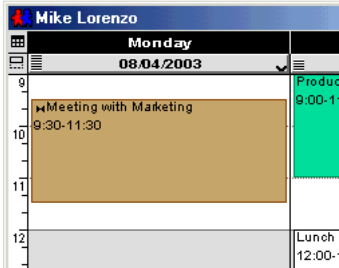 Mike Lorenzo
Monday
08/04/2003
9
Produc
9:00-1
Meeting with Marketing
9:30-11:30
10
11
12
Lunch
12:00-